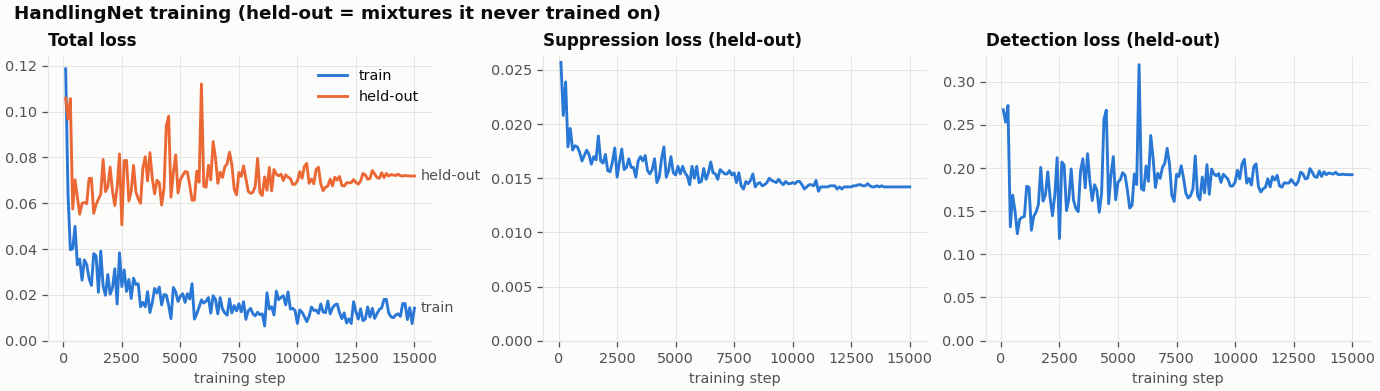 HandlingNet training (held-out = mixtures it never trained on)
Total loss
0.12
0.10
0.08
0.06
0.04
0.02
0.00
train
held-out
held-out
train
0 2500 5000 7500 10000 12500 15000
training step
Suppression loss (held-out)
0.025
0.020
0.015
0.010
0.005
0.000
0 2500 5000 7500 10000 12500 15000
training step
Detection loss (held-out)
0.30
0.25
0.20
0.15
0.10
0.05
0.00
0 2500 5000 7500 10000 12500 15000
training step